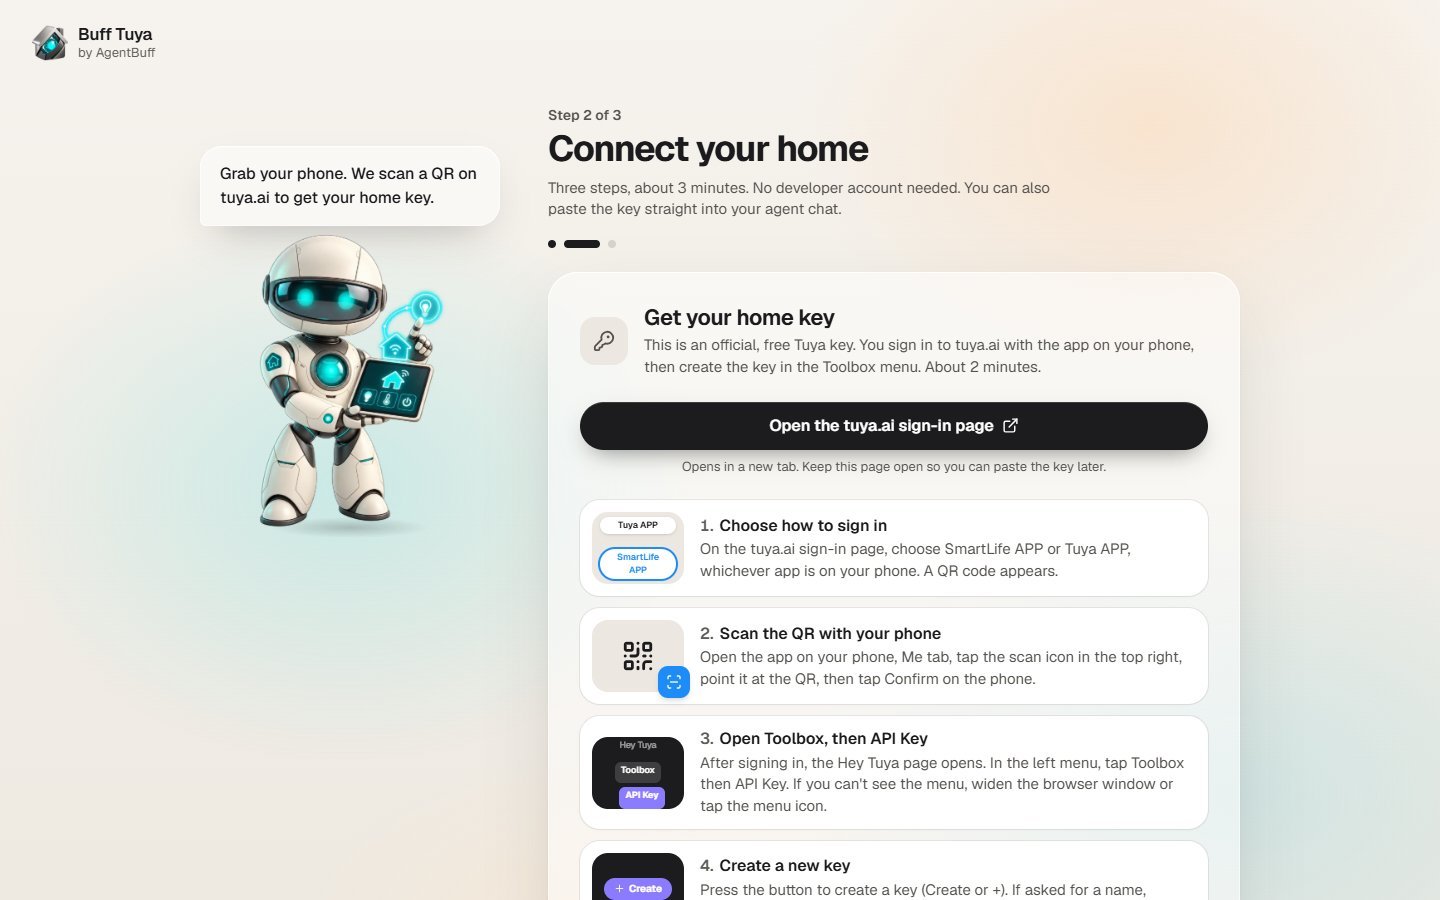 Buff Tuya
by AgentBuff
Grab your phone. We scan a QR on
tuya.ai to get your home key.
Step 2 of 3
Connect your home
Three steps, about 3 minutes. No developer account needed. You can also
paste the key straight into your agent chat.
Get your home key
This is an official, free Tuya key. You sign in to tuya.ai with the app on your phone,
then create the key in the Toolbox menu. About 2 minutes.
Open the tuya.ai sign-in page
Opens in a new tab. Keep this page open so you can paste the key later.
Tuya APP
SmartLife
APP
1. Choose how to sign in
On the tuya.ai sign-in page, choose SmartLife APP or Tuya APP,
whichever app is on your phone. A QR code appears.
2. Scan the QR with your phone
Open the app on your phone, Me tab, tap the scan icon in the top right,
point it at the QR, then tap Confirm on the phone.
Hey Tuya
Toolbox
API Key
3. Open Toolbox, then API Key
After signing in, the Hey Tuya page opens. In the left menu, tap Toolbox
then API Key. If you can't see the menu, widen the browser window or
tap the menu icon.
+ Create
4. Create a new key
Press the button to create a key (Create or +). If asked for a name,